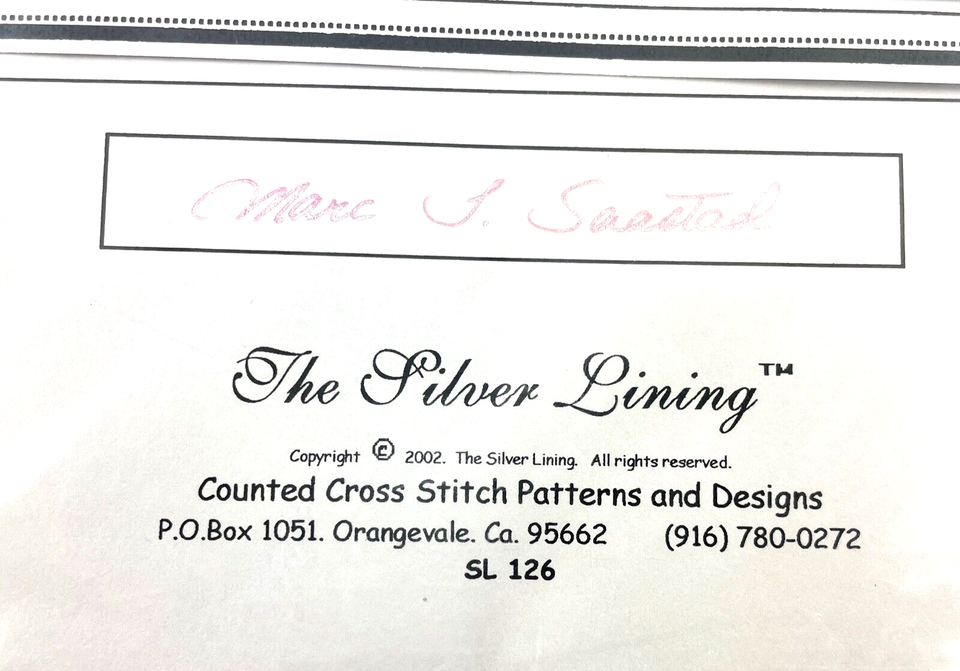 Marc I. Saastad
The Silver Lining™
Copyright © 2002. The Silver Lining. All rights reserved.
Counted Cross Stitch Patterns and Designs
P.O.Box 1051. Orangevale. Ca. 95662 (916) 780-0272
SL 126